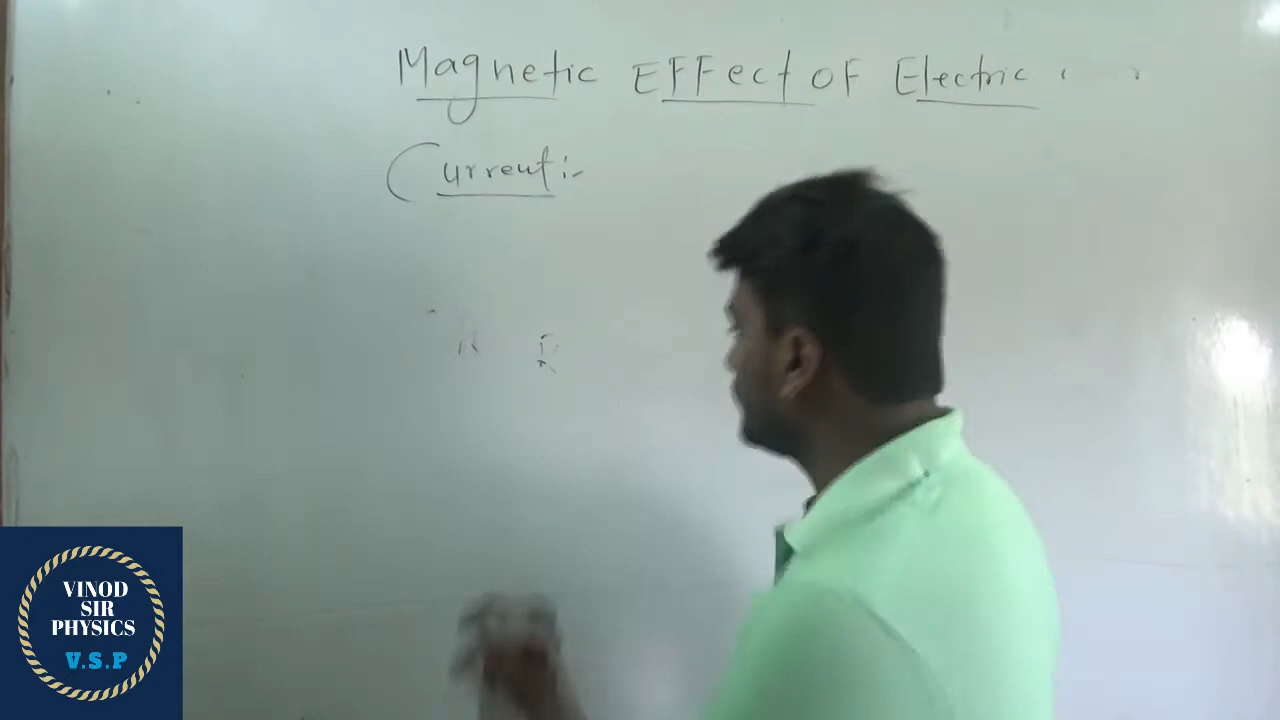 Magnetic EFFect OF Electric
Current:-
VINOD
SIR
PHYSICS
V.S.P